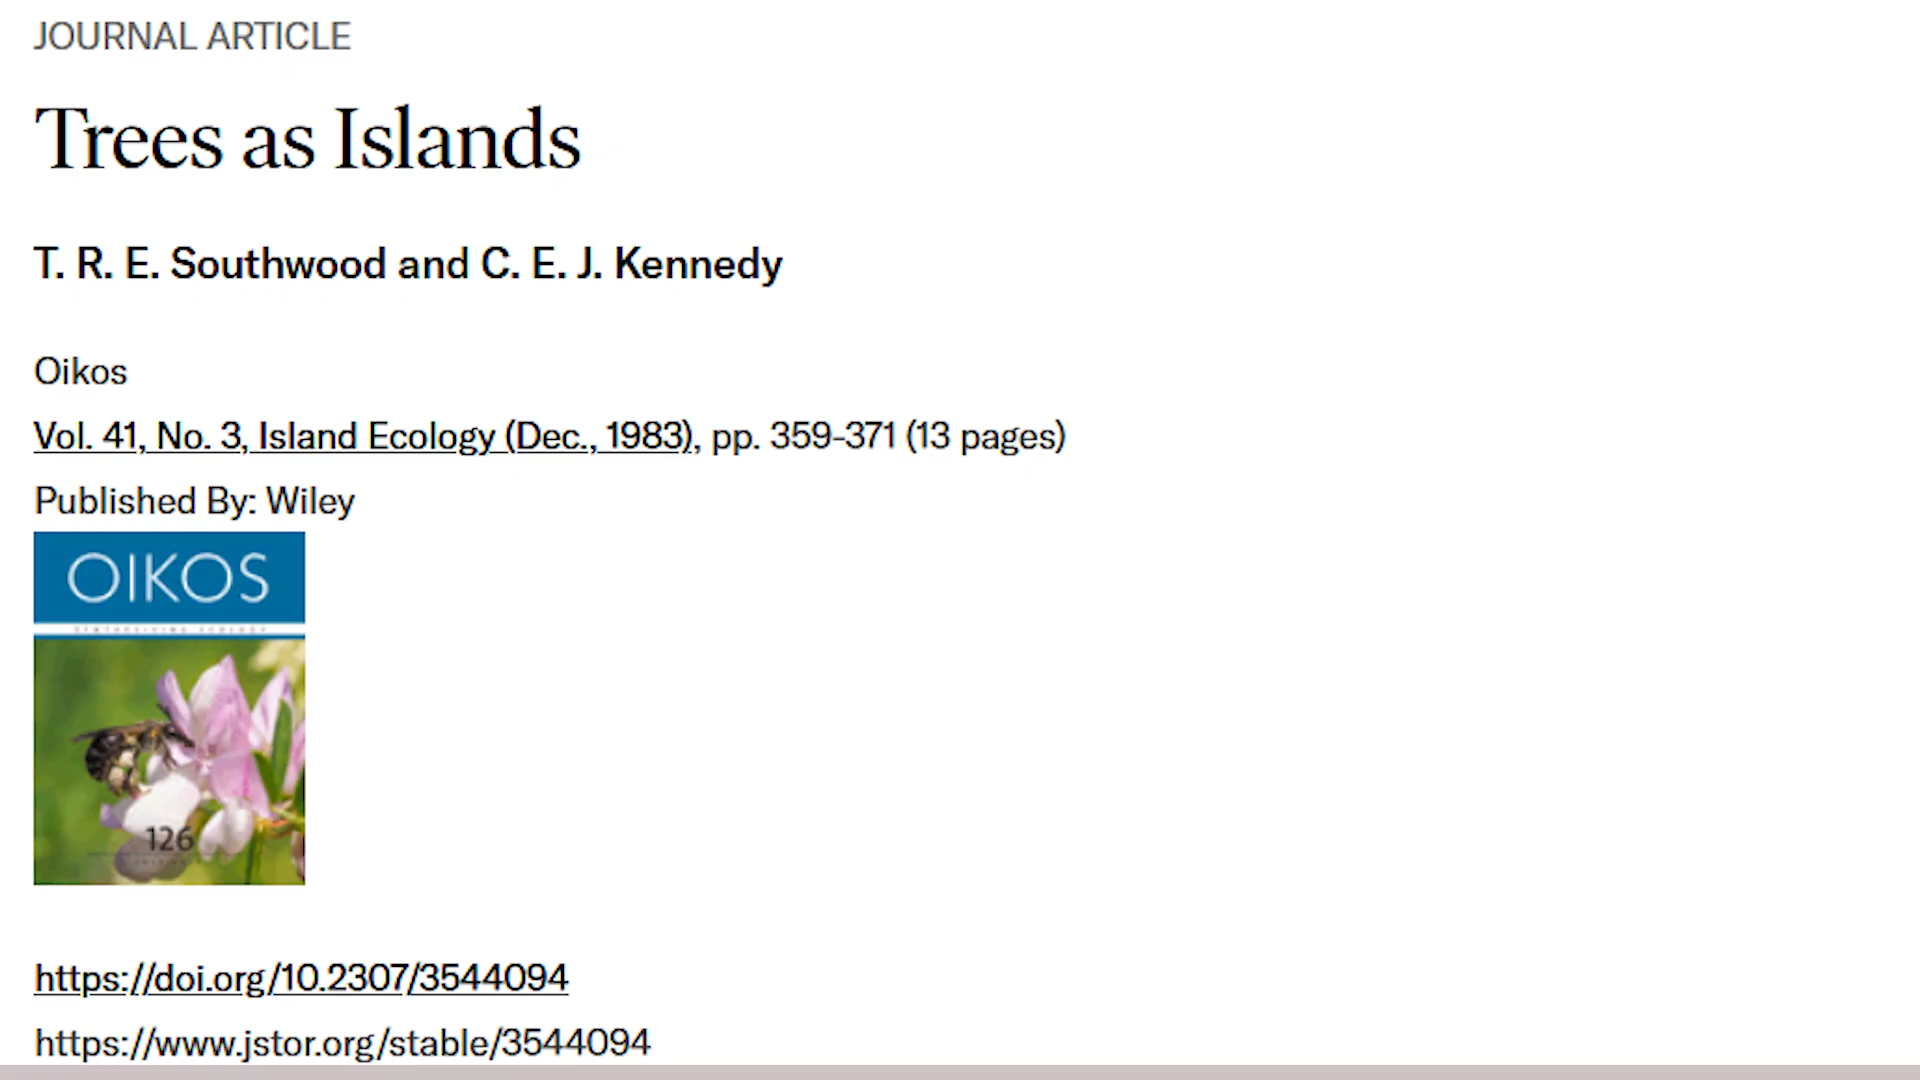 JOURNAL ARTICLE
Trees as Islands
T. R. E. Southwood and C. E. J. Kennedy
Oikos
Vol. 41, No. 3, Island Ecology (Dec., 1983), pp. 359-371 (13 pages)
Published By: Wiley
OIKOS
126
https://doi.org/10.2307/3544094
https://www.jstor.org/stable/3544094